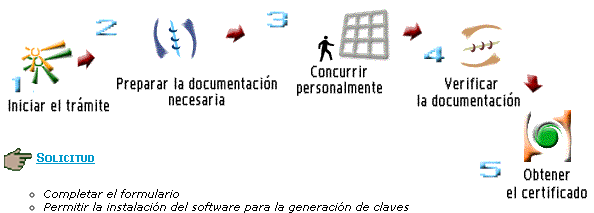 1
Iniciar el trámite
2
Preparar la documentación
necesaria
3
Concurrir
personalmente
4
Verificar
la documentación
5
Obtener
el certificado
SOLICITUD
Completar el formulario
Permitir la instalación del software para la generación de claves